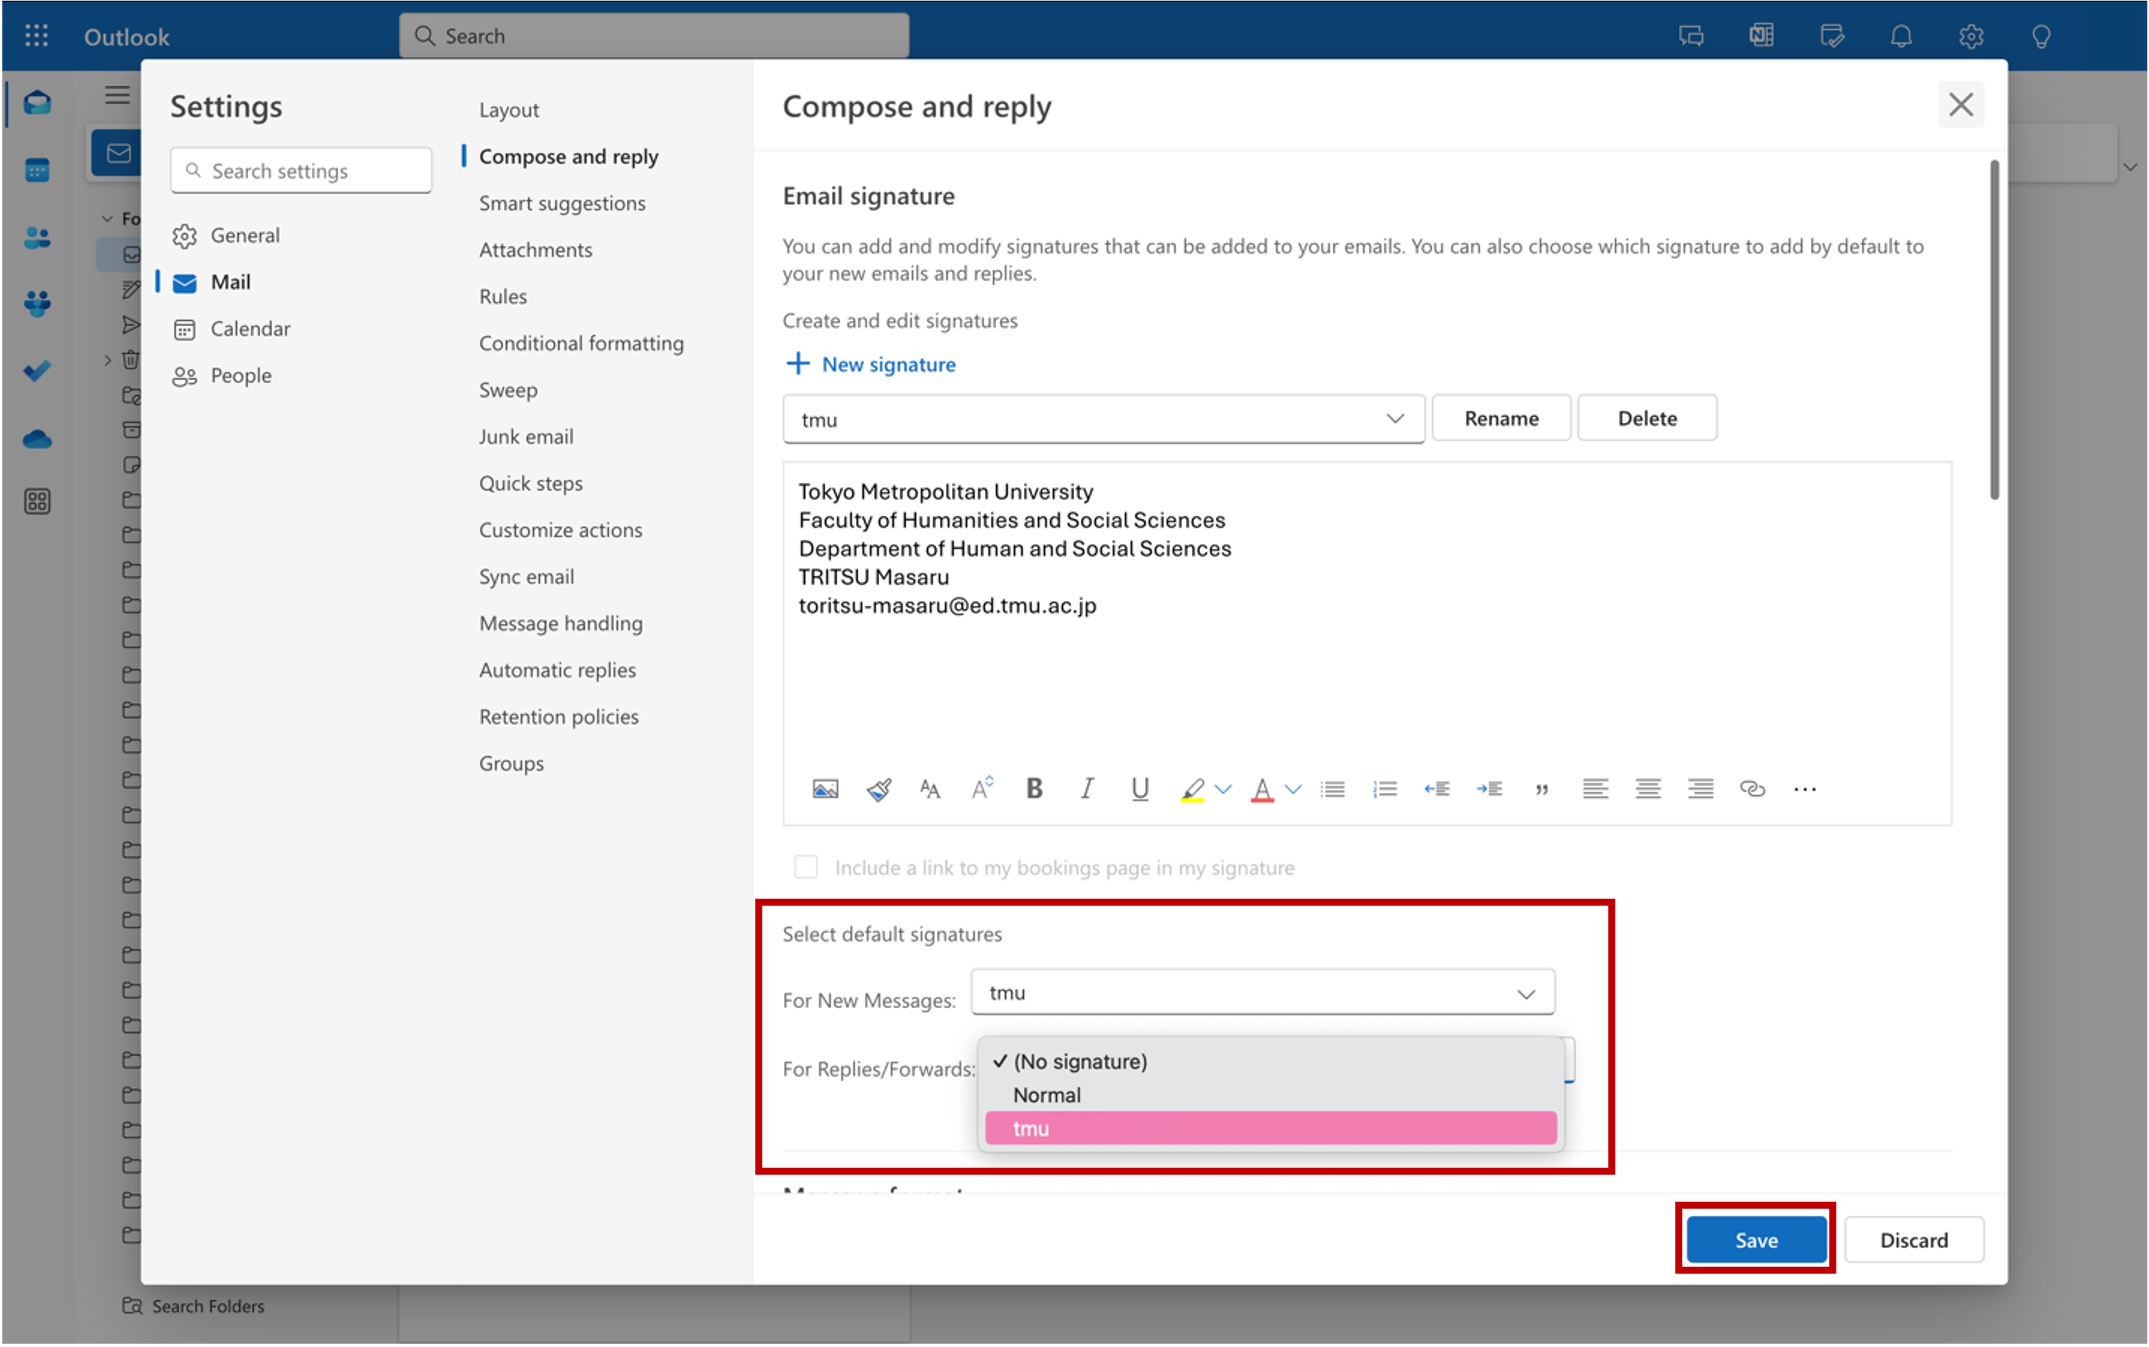 Outlook
Search
Settings
Search settings
General
Mail
Calendar
People
Layout
Compose and reply
Smart suggestions
Attachments
Rules
Conditional formatting
Sweep
Junk email
Quick steps
Customize actions
Sync email
Message handling
Automatic replies
Retention policies
Groups
Compose and reply
Email signature
You can add and modify signatures that can be added to your emails. You can also choose which signature to add by default to
your new emails and replies.
Create and edit signatures
New signature
tmu
Rename
Delete
Tokyo Metropolitan University
Faculty of Humanities and Social Sciences
Department of Human and Social Sciences
TRITSU Masaru
toritsu-masaru@ed.tmu.ac.jp
Include a link to my bookings page in my signature
Select default signatures
For New Messages: tmu
For Replies/Forwards:
(No signature)
Normal
tmu
Save
Discard
Fo
Search Folders